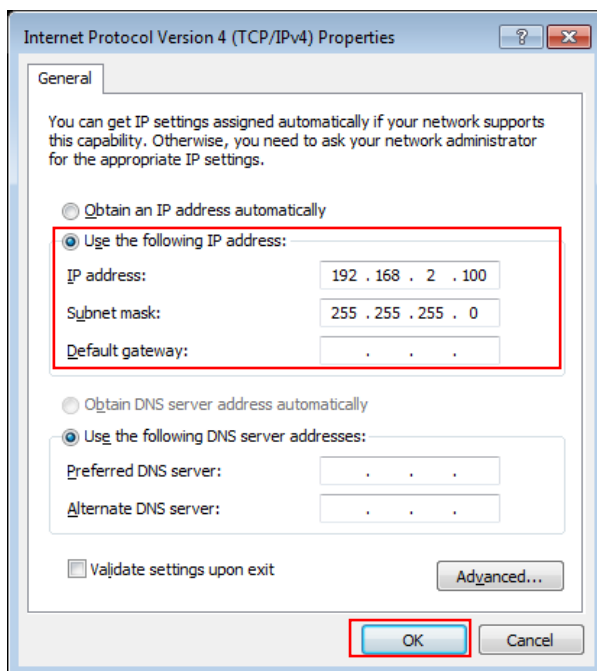 Internet Protocol Version 4 (TCP/IPv4) Properties
General
You can get IP settings assigned automatically if your network supports
this capability. Otherwise, you need to ask your network administrator
for the appropriate IP settings.
Obtain an IP address automatically
Use the following IP address:
IP address: 192 . 168 . 2 . 100
Subnet mask: 255 . 255 . 255 . 0
Default gateway: . . .
Obtain DNS server address automatically
Use the following DNS server addresses:
Preferred DNS server: . . .
Alternate DNS server: . . .
Validate settings upon exit
Advanced...
OK Cancel